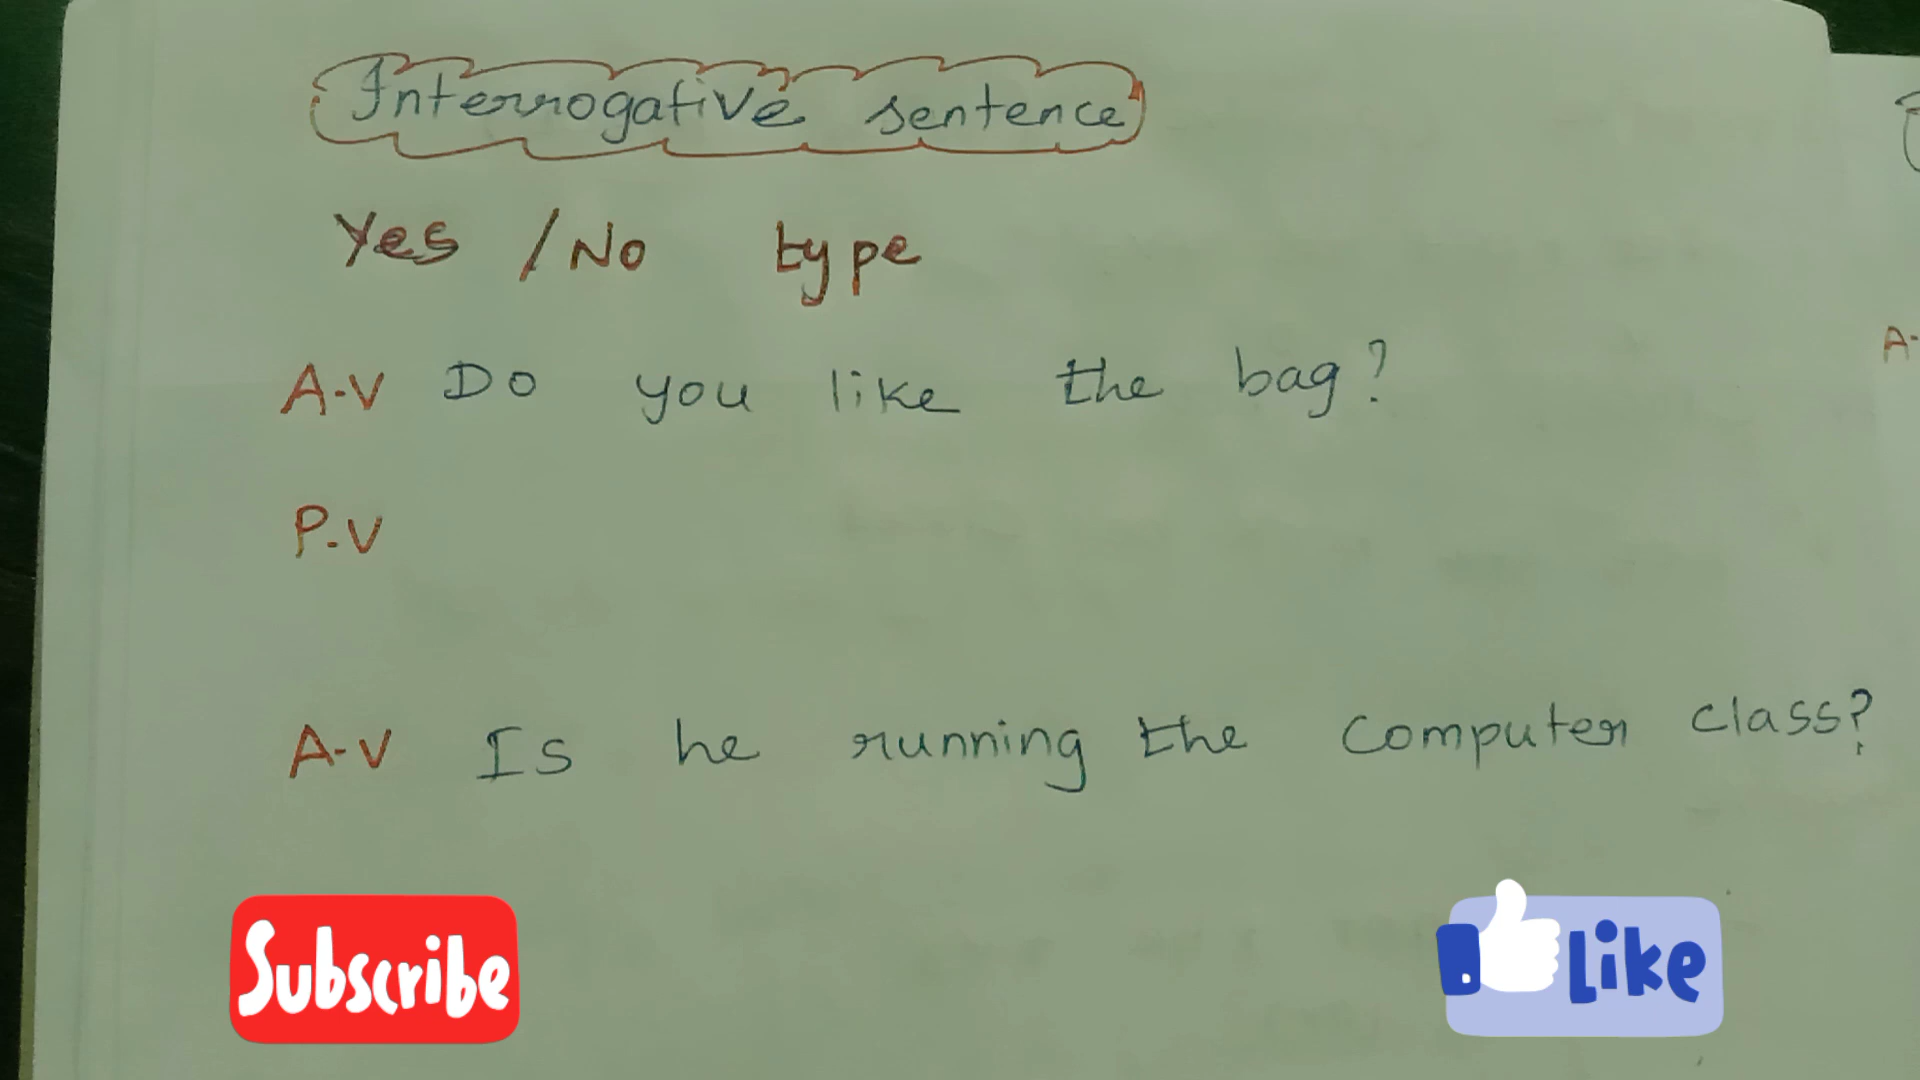 Interrogative sentence
Yes / No type
A-V Do you like the bag?
P.V
A-V Is he running the computer class?
A-
Subscribe
Like